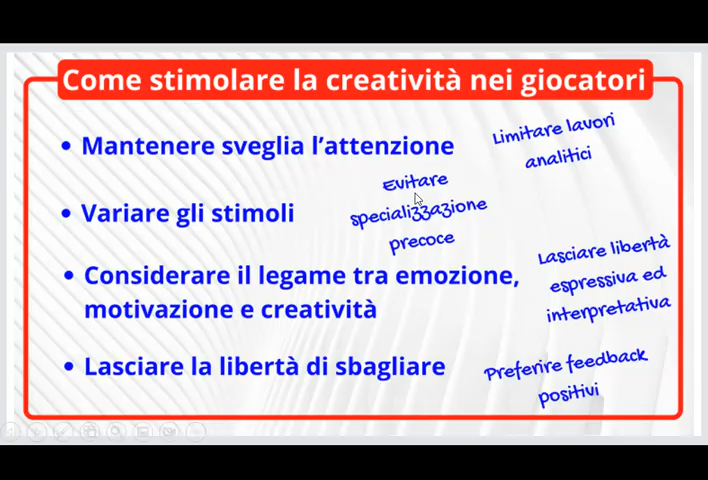 Come stimolare la creatività nei giocatori
• Mantenere sveglia l’attenzione
Limitare lavori
analitici
• Variare gli stimoli
Evitare
specializzazione
precoce
• Considerare il legame tra emozione,
motivazione e creatività
Lasciare libertà
espressiva ed
interpretativa
• Lasciare la libertà di sbagliare
Preferire feedback
positivi